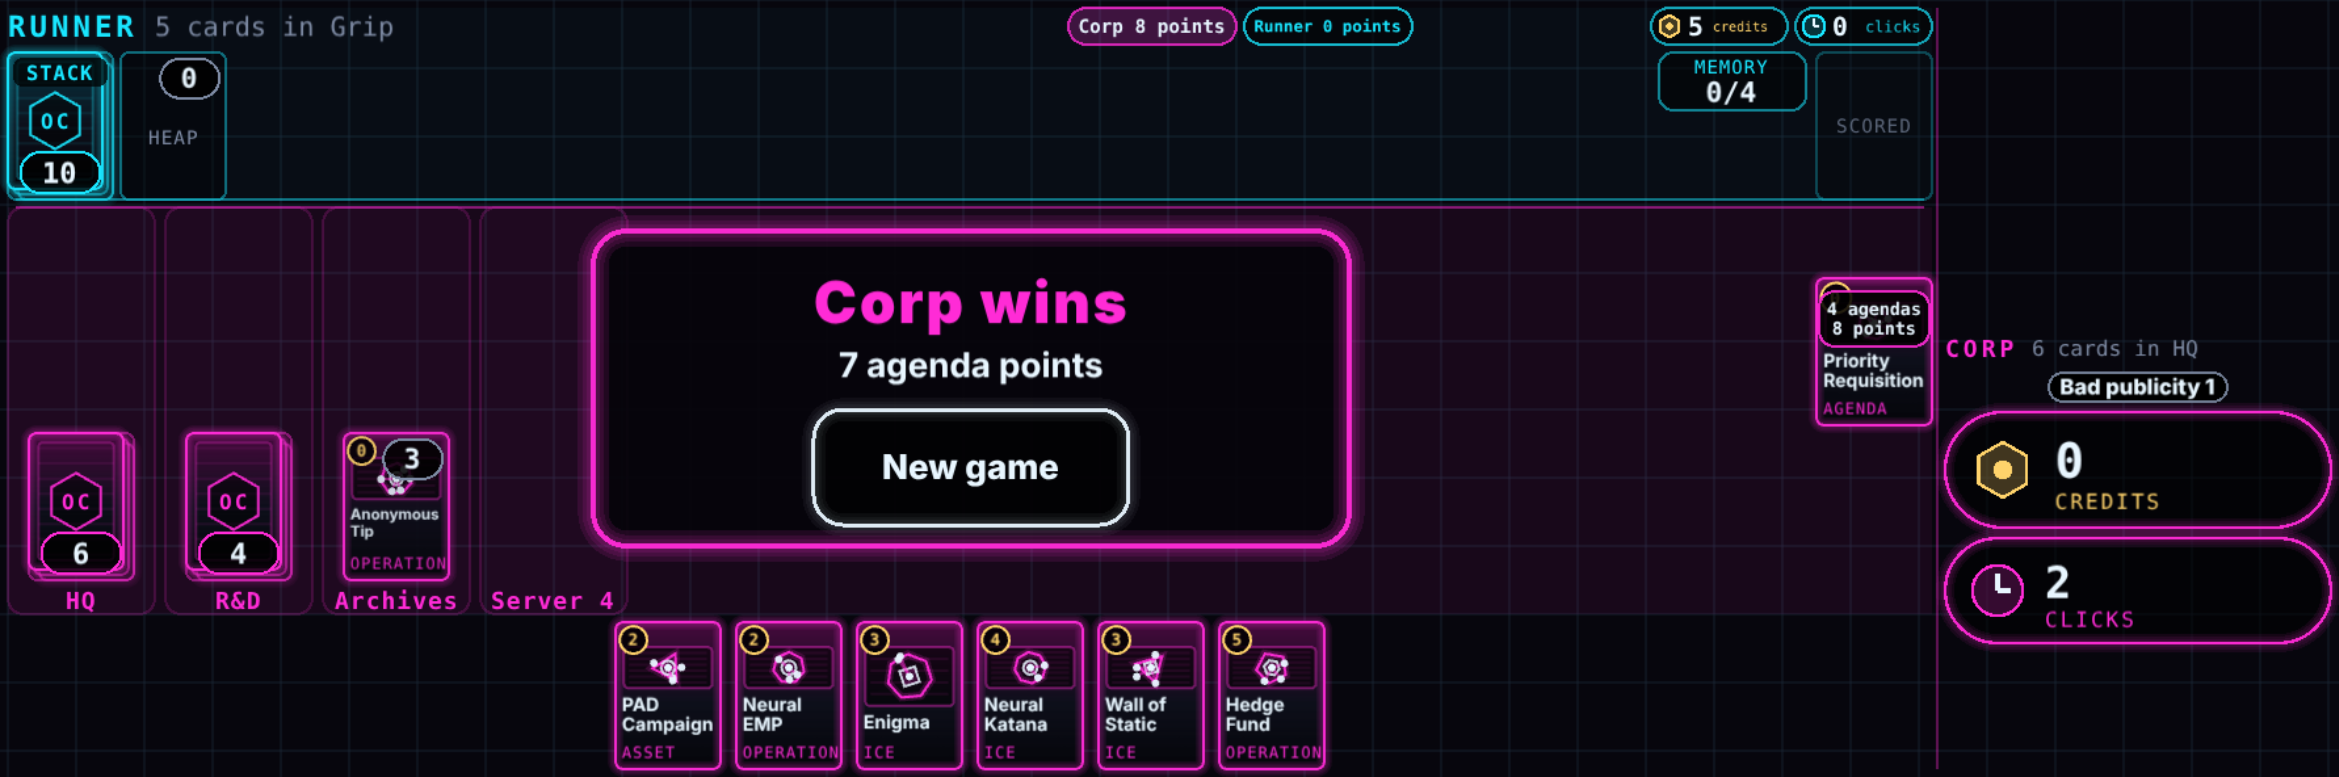 RUNNER 5 cards in Grip
Corp 8 points
Runner 0 points
5 credits
0 clicks
STACK
OC
10
0
HEAP
MEMORY
0/4
SCORED
Corp wins
7 agenda points
New game
4 agendas
8 points
Priority
Requisition
AGENDA
CORP 6 cards in HQ
Bad publicity 1
0
CREDITS
2
CLICKS
OC
6
HQ
OC
4
R&D
0
3
Anonymous
Tip
OPERATION
Archives
Server 4
2
PAD
Campaign
ASSET
2
Neural
EMP
OPERATION
3
Enigma
ICE
4
Neural
Katana
ICE
3
Wall of
Static
ICE
5
Hedge
Fund
OPERATION